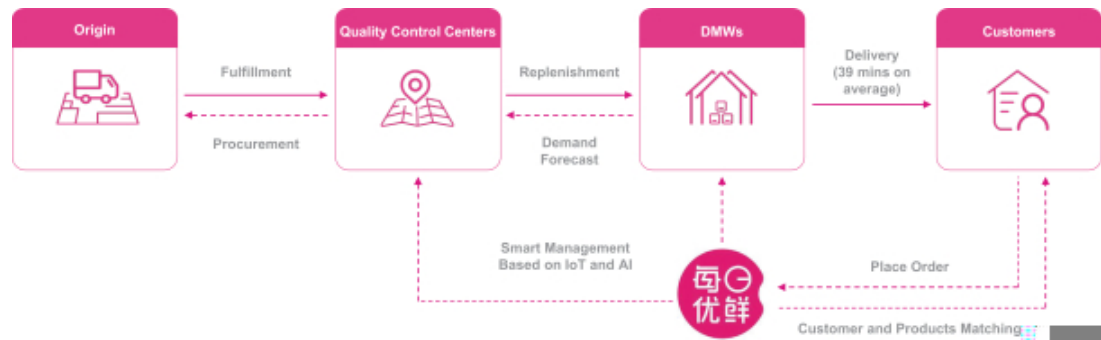 Origin
Quality Control Centers
DMWs
Customers
Fulfillment
Procurement
Replenishment
Demand
Forecast
Delivery
(39 mins on
average)
Smart Management
Based on IoT and AI
每日
优鲜
Place Order
Customer and Products Matching